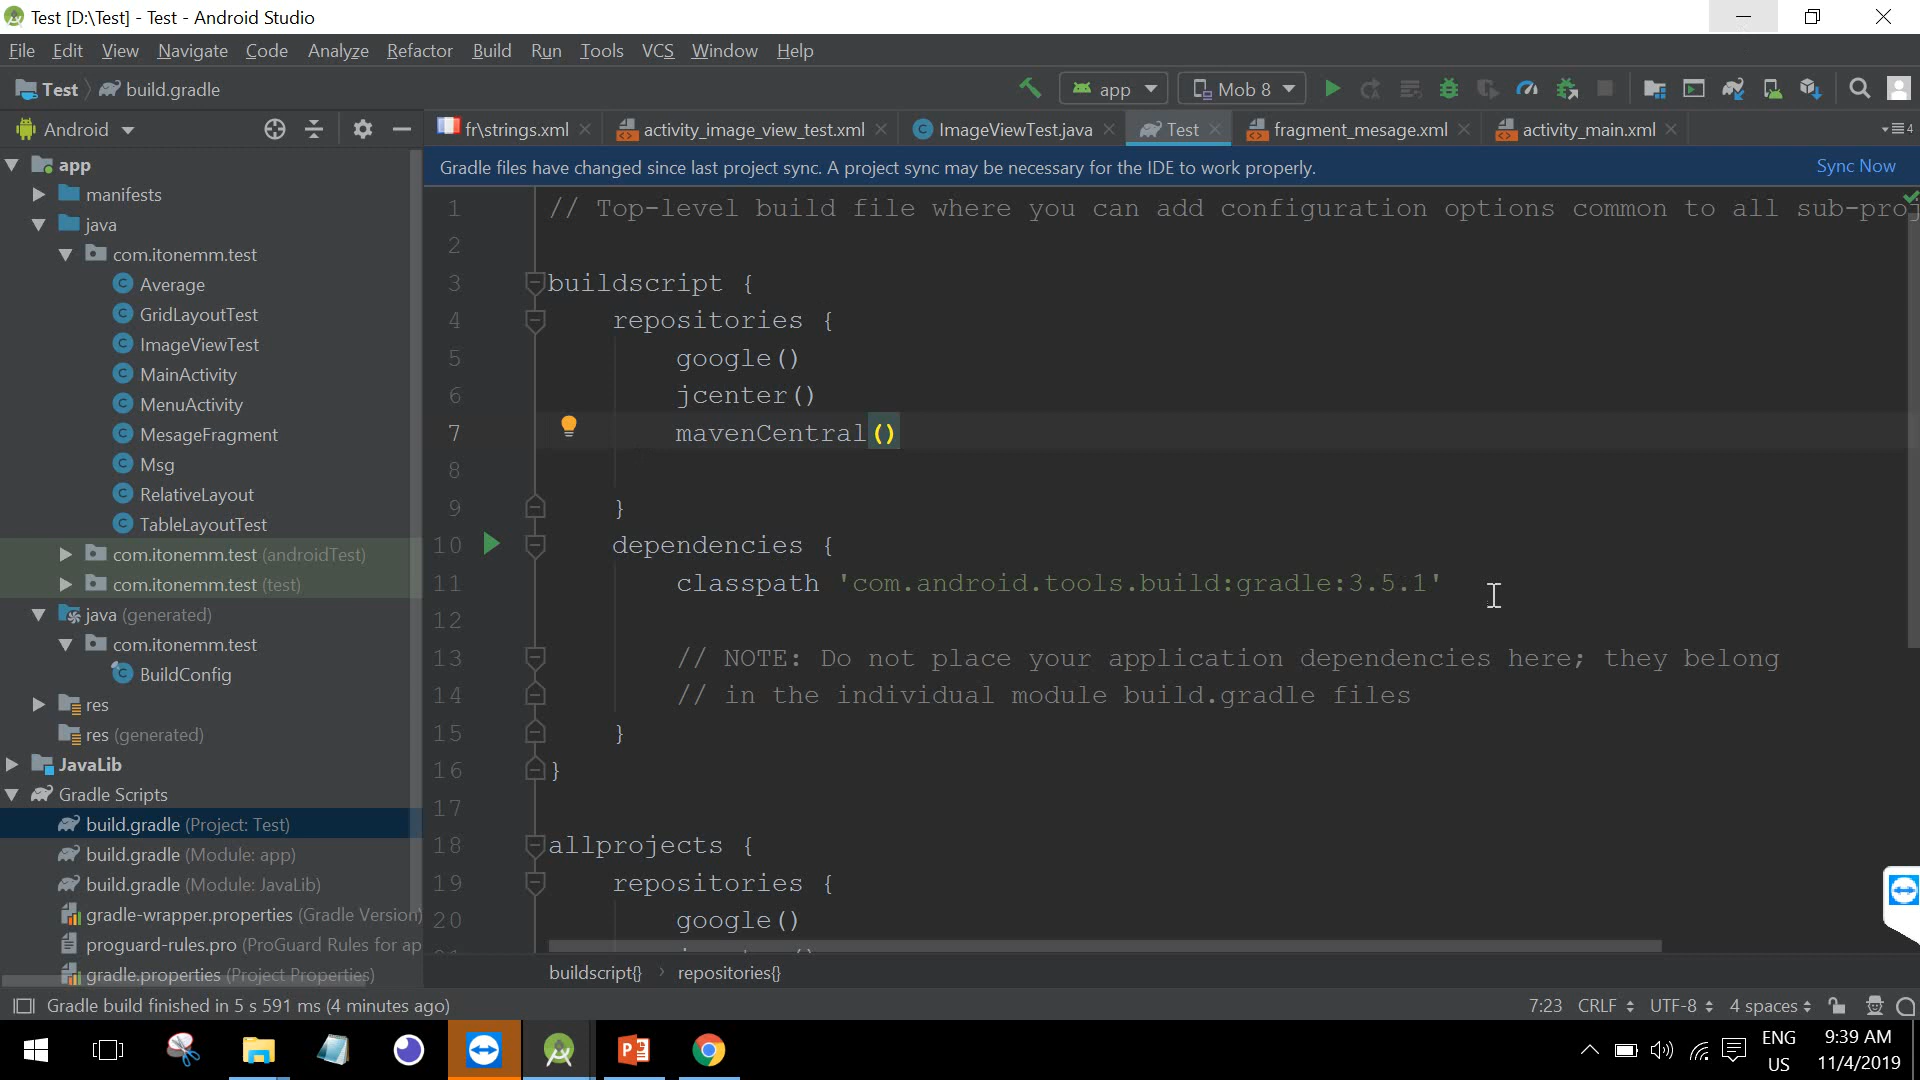 Test [D:\Test] - Test - Android Studio
File Edit View Navigate Code Analyze Refactor Build Run Tools VCS Window Help
Test build.gradle
app Mob 8
Android
fr\strings.xml activity_image_view_test.xml ImageViewTest.java Test fragment_mesage.xml activity_main.xml 4
Gradle files have changed since last project sync. A project sync may be necessary for the IDE to work properly. Sync Now
app
manifests
java
com.itonemm.test
Average
GridLayoutTest
ImageViewTest
MainActivity
MenuActivity
MesageFragment
Msg
RelativeLayout
TableLayoutTest
com.itonemm.test (androidTest)
com.itonemm.test (test)
java (generated)
com.itonemm.test
BuildConfig
res
res (generated)
JavaLib
Gradle Scripts
build.gradle (Project: Test)
build.gradle (Module: app)
build.gradle (Module: JavaLib)
gradle-wrapper.properties (Gradle Version)
proguard-rules.pro (ProGuard Rules for ap
gradle.properties (Project Properties)
1 // Top-level build file where you can add configuration options common to all sub-proj
2
3 buildscript {
4 repositories {
5 google()
6 jcenter()
7 mavenCentral()
8
9 }
10 dependencies {
11 classpath 'com.android.tools.build:gradle:3.5.1'
12
13 // NOTE: Do not place your application dependencies here; they belong
14 // in the individual module build.gradle files
15 }
16 }
17
18 allprojects {
19 repositories {
20 google()
buildscript{} repositories{}
Gradle build finished in 5 s 591 ms (4 minutes ago)
7:23 CRLF UTF-8 4 spaces
ENG
US
9:39 AM
11/4/2019